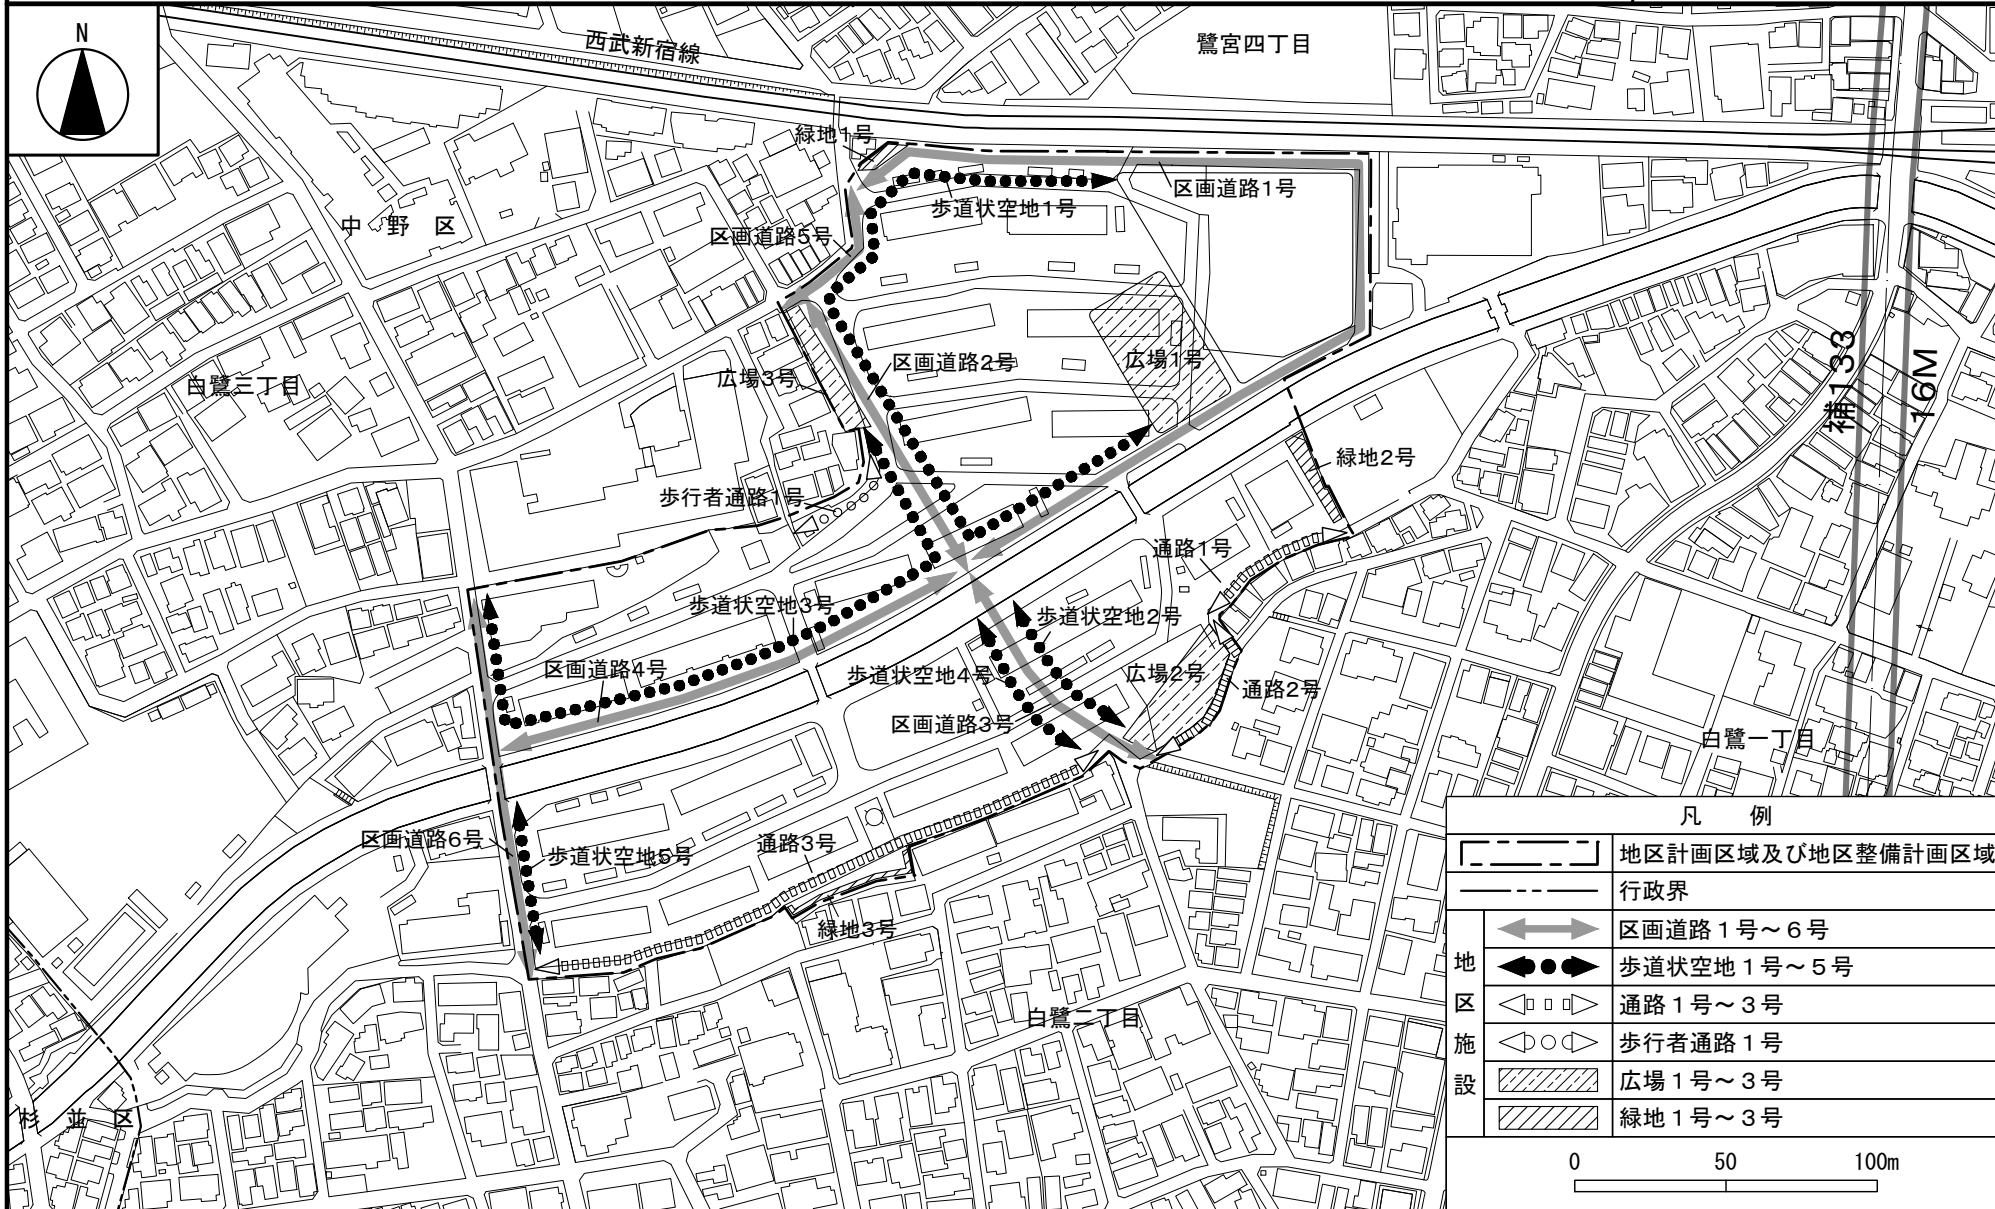 N
西武新宿線
鷺宮四丁目
緑地1号
区画道路1号
歩道状空地1号
中野区
区画道路5号
補133
16M
区画道路2号
広場1号
広場3号
白鷺三丁目
緑地2号
歩行者通路1号
通路1号
歩道状空地3号
歩道状空地2号
区画道路4号
歩道状空地4号
広場2号
通路2号
区画道路3号
白鷺一丁目
区画道路6号
歩道状空地5号
通路3号
緑地3号
白鷺二丁目
杉並区
凡例
地区計画区域及び地区整備計画区域
行政界
地区施設
区画道路1号～6号
歩道状空地1号～5号
通路1号～3号
歩行者通路1号
広場1号～3号
緑地1号～3号
0 50 100m